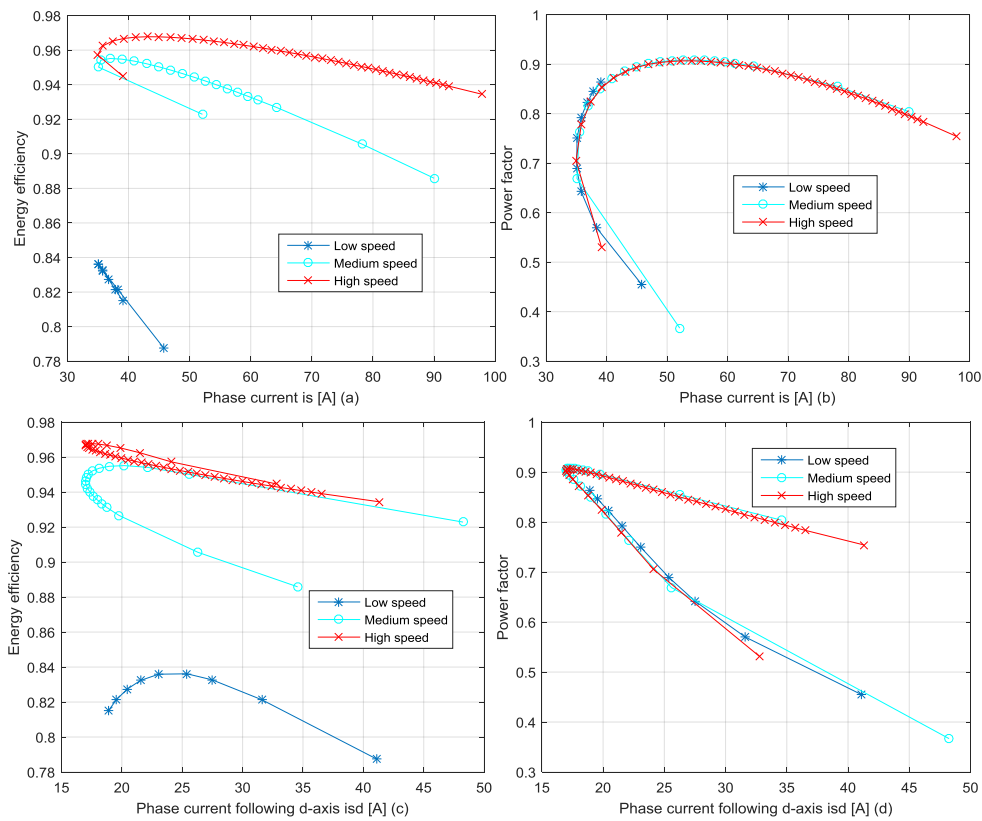 0.98
0.96
0.94
0.92
0.9
0.88
0.86
0.84
0.82
0.8
0.78
Energy efficiency
30 40 50 60 70 80 90 100
Phase current is [A] (a)
Low speed
Medium speed
High speed
1
0.9
0.8
0.7
0.6
0.5
0.4
0.3
Power factor
30 40 50 60 70 80 90 100
Phase current is [A] (b)
Low speed
Medium speed
High speed
0.98
0.96
0.94
0.92
0.9
0.88
0.86
0.84
0.82
0.8
0.78
Energy efficiency
15 20 25 30 35 40 45 50
Phase current following d-axis isd [A] (c)
Low speed
Medium speed
High speed
1
0.9
0.8
0.7
0.6
0.5
0.4
0.3
Power factor
15 20 25 30 35 40 45 50
Phase current following d-axis isd [A] (d)
Low speed
Medium speed
High speed